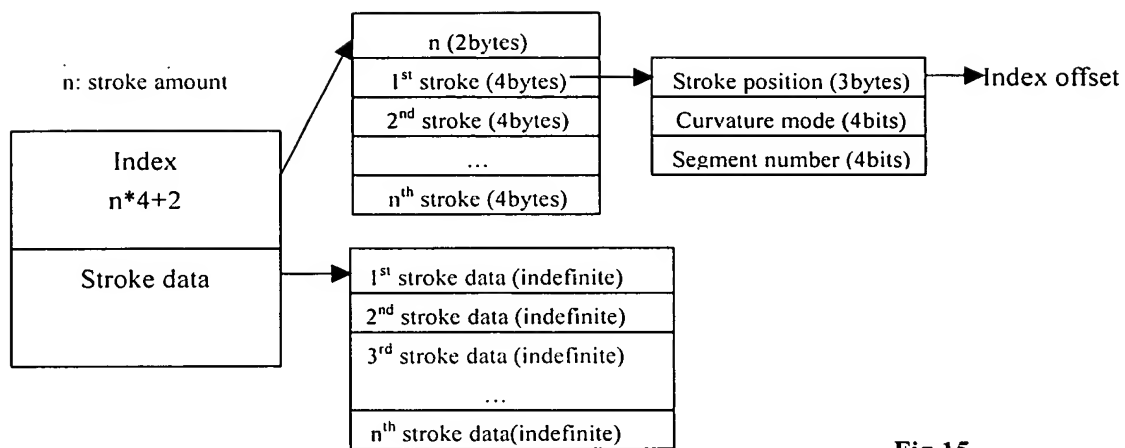 n: stroke amount
Index
n*4+2
Stroke data
n (2bytes)
1st stroke (4bytes)
2nd stroke (4bytes)
...
nth stroke (4bytes)
Stroke position (3bytes)
Curvature mode (4bits)
Segment number (4bits)
Index offset
1st stroke data (indefinite)
2nd stroke data (indefinite)
3rd stroke data (indefinite)
...
nth stroke data(indefinite)
Fig 15